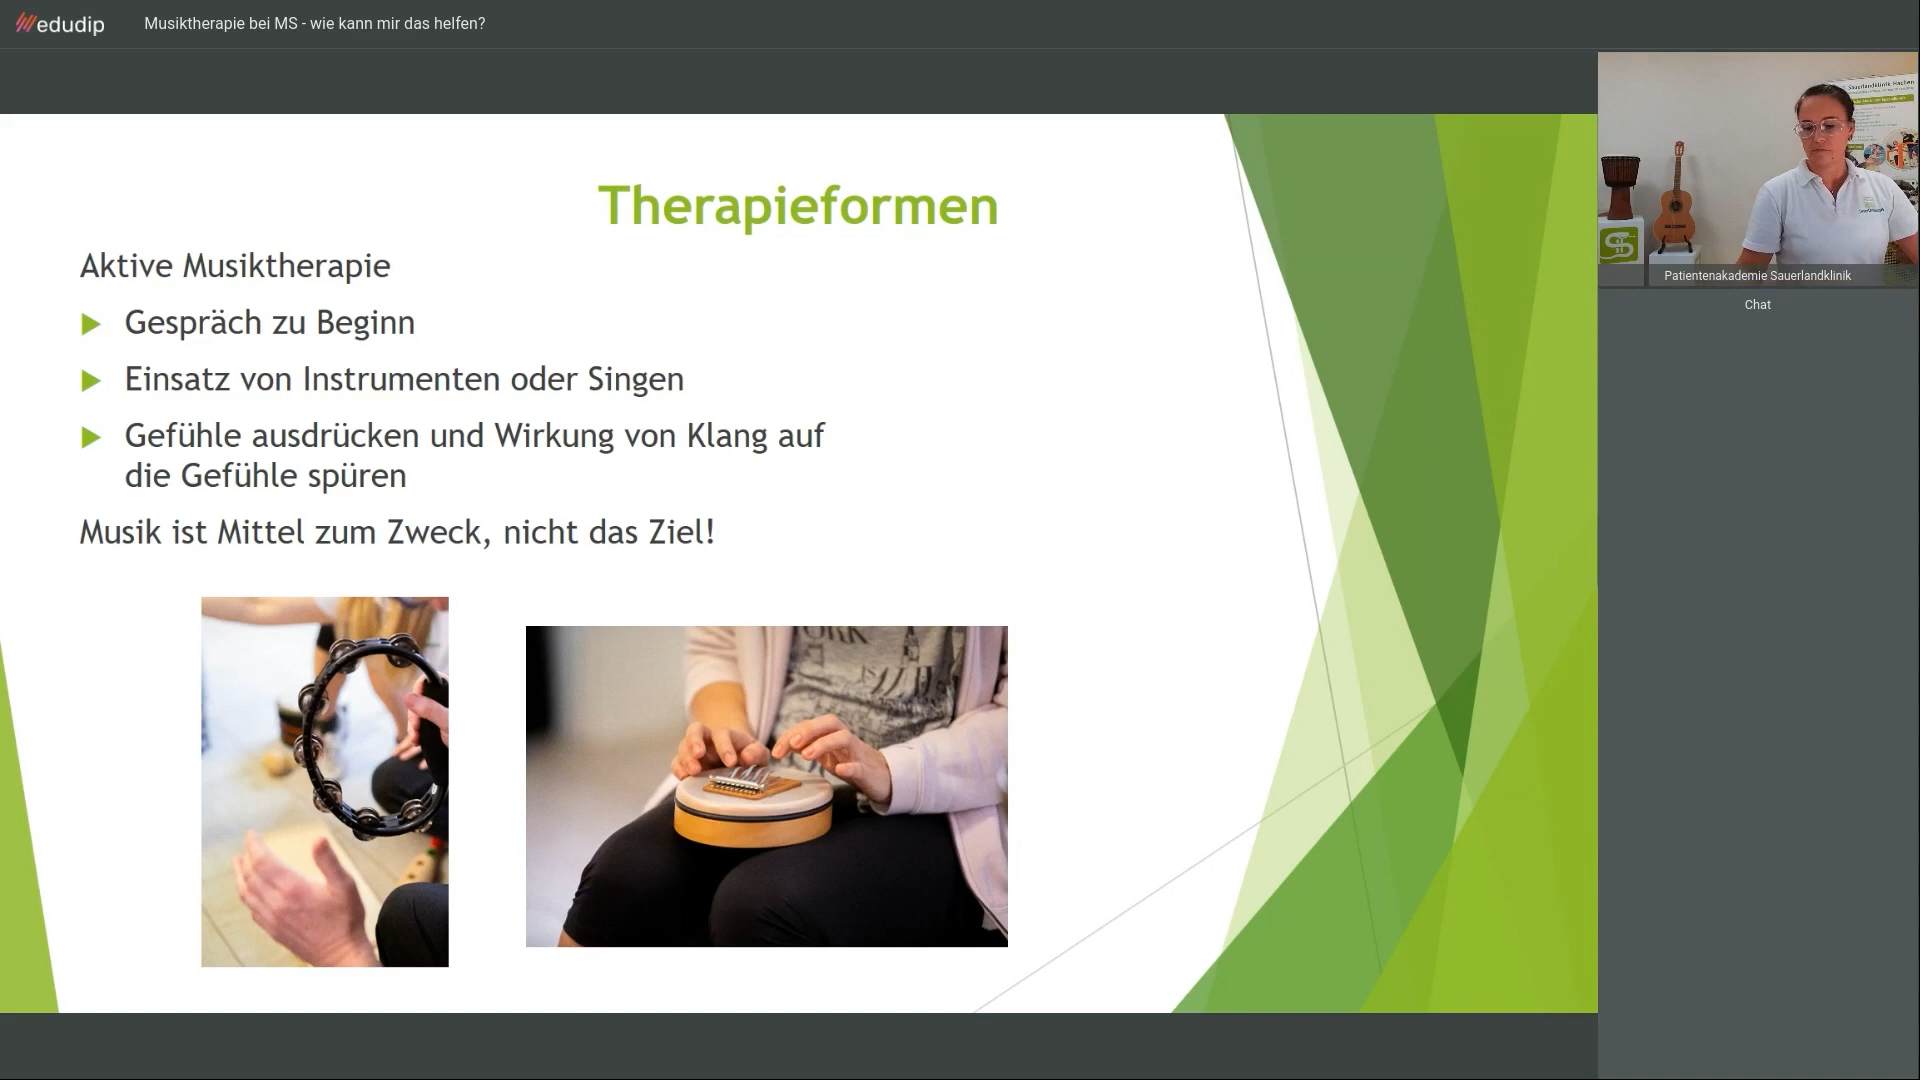 edudip
Musiktherapie bei MS - wie kann mir das helfen?
Therapieformen
Aktive Musiktherapie
Gespräch zu Beginn
Einsatz von Instrumenten oder Singen
Gefühle ausdrücken und Wirkung von Klang auf
die Gefühle spüren
Musik ist Mittel zum Zweck, nicht das Ziel!
Sauerlandklinik Hachen
Patientenakademie Sauerlandklinik
Chat